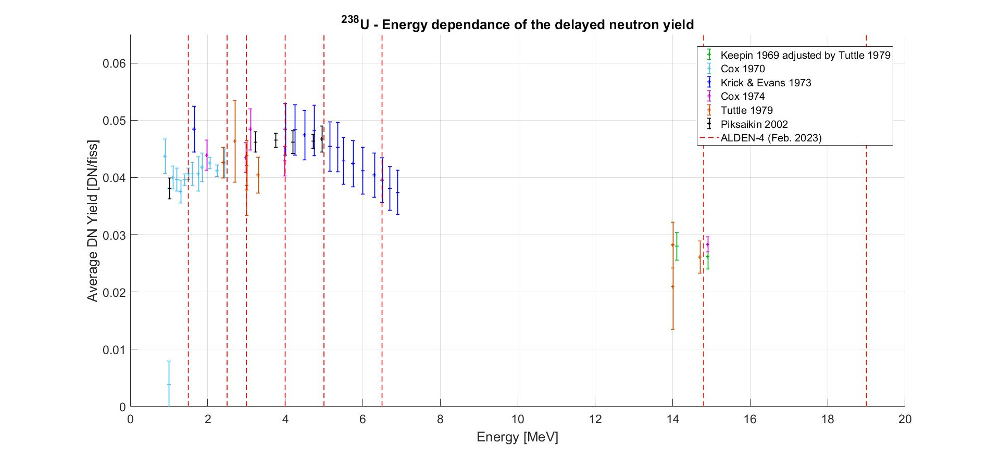 ²³⁸U - Energy dependance of the delayed neutron yield
Keepin 1969 adjusted by Tuttle 1979
Cox 1970
Krick & Evans 1973
Cox 1974
Tuttle 1979
Piksaikin 2002
ALDEN-4 (Feb. 2023)
Average DN Yield [DN/fiss]
0.06
0.05
0.04
0.03
0.02
0.01
0
0 2 4 6 8 10 12 14 16 18 20
Energy [MeV]